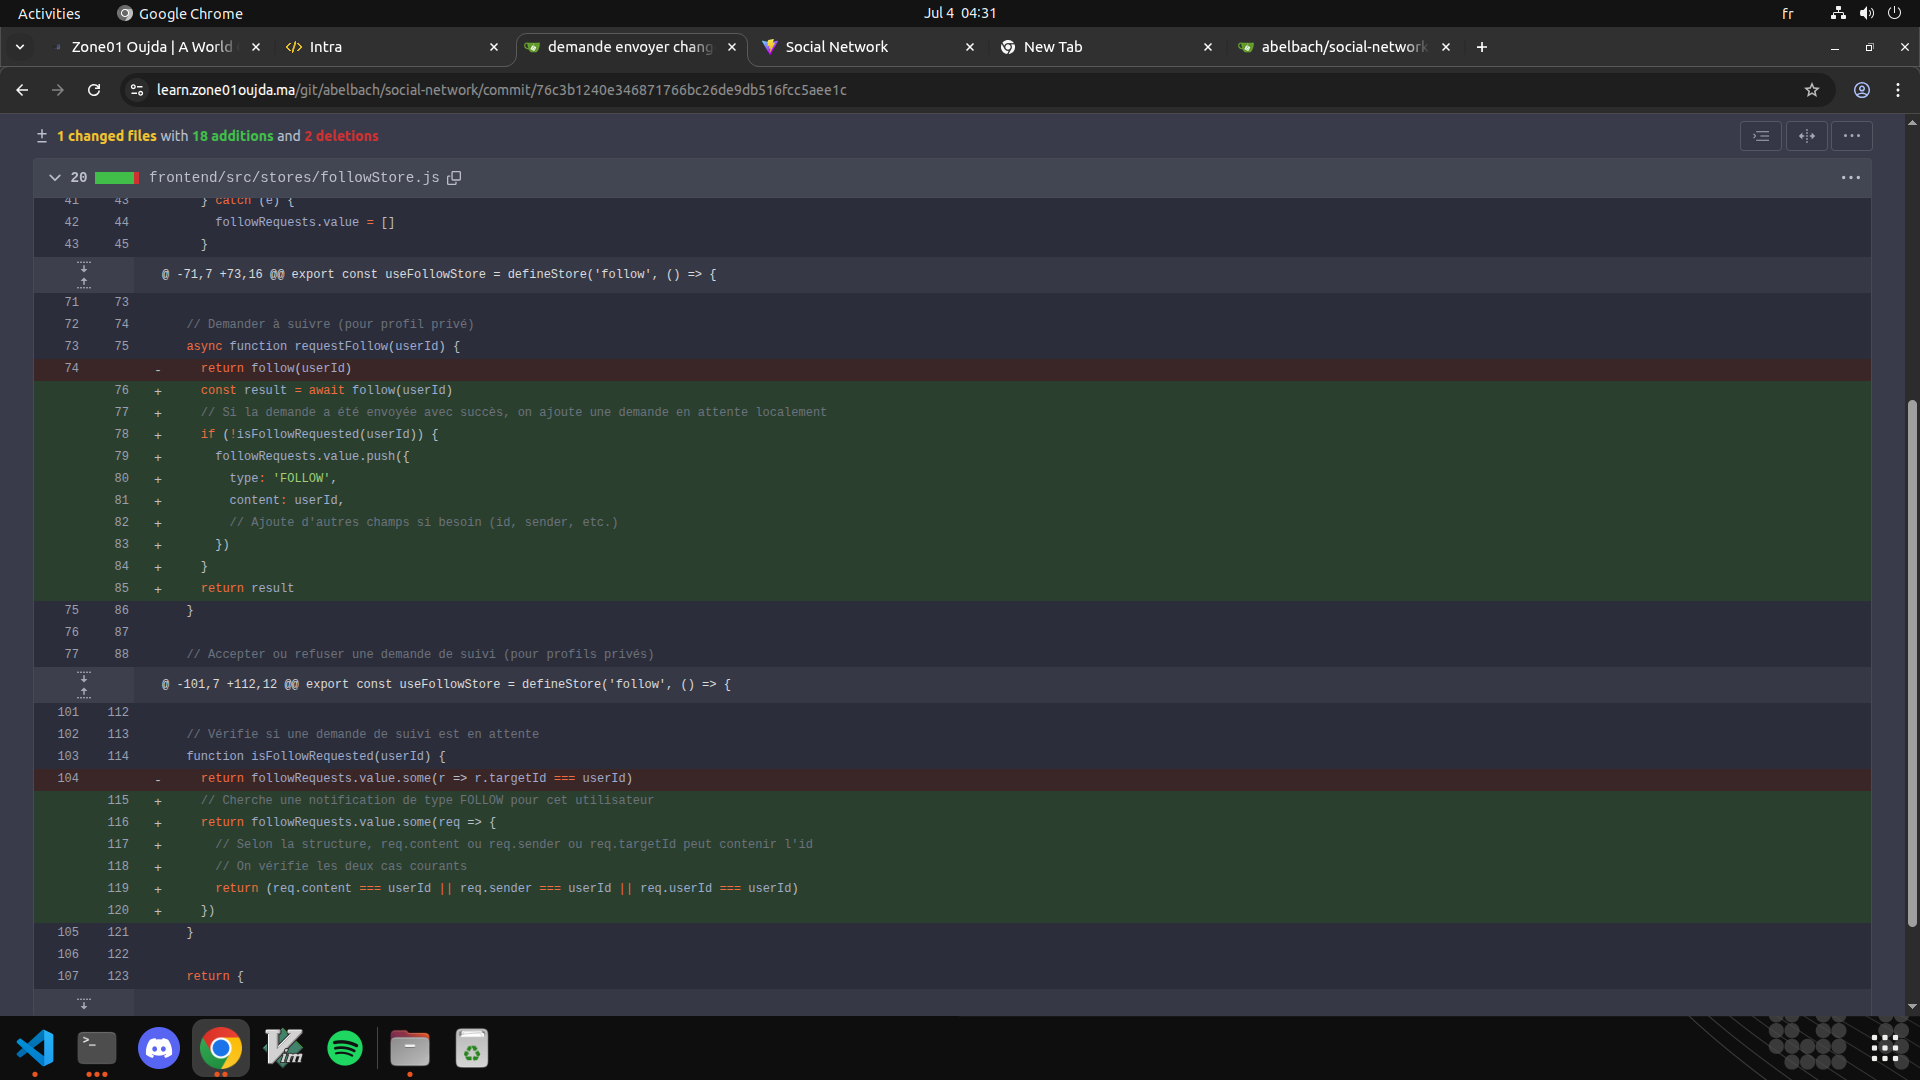 Activities
Google Chrome
Jul 4 04:31
fr
Zone01 Oujda | A World
Intra
demande envoyer chang
Social Network
New Tab
abelbach/social-network
learn.zone01oujda.ma/git/abelbach/social-network/commit/76c3b1240e346871766bc26de9db516fcc5aee1c
1 changed files with 18 additions and 2 deletions
20 frontend/src/stores/followStore.js
41 43 } catch (e) {
42 44 followRequests.value = []
43 45 }
@ -71,7 +73,16 @@ export const useFollowStore = defineStore('follow', () => {
71 73
72 74 // Demander à suivre (pour profil privé)
73 75 async function requestFollow(userId) {
74 - return follow(userId)
76 + const result = await follow(userId)
77 + // Si la demande a été envoyée avec succès, on ajoute une demande en attente localement
78 + if (!isFollowRequested(userId)) {
79 + followRequests.value.push({
80 + type: 'FOLLOW',
81 + content: userId,
82 + // Ajoute d'autres champs si besoin (id, sender, etc.)
83 + })
84 + }
85 + return result
75 86 }
76 87
77 88 // Accepter ou refuser une demande de suivi (pour profils privés)
@ -101,7 +112,12 @@ export const useFollowStore = defineStore('follow', () => {
101 112
102 113 // Vérifie si une demande de suivi est en attente
103 114 function isFollowRequested(userId) {
104 - return followRequests.value.some(r => r.targetId === userId)
115 + // Cherche une notification de type FOLLOW pour cet utilisateur
116 + return followRequests.value.some(req => {
117 + // Selon la structure, req.content ou req.sender ou req.targetId peut contenir l'id
118 + // On vérifie les deux cas courants
119 + return (req.content === userId || req.sender === userId || req.userId === userId)
120 + })
105 121 }
106 122
107 123 return {